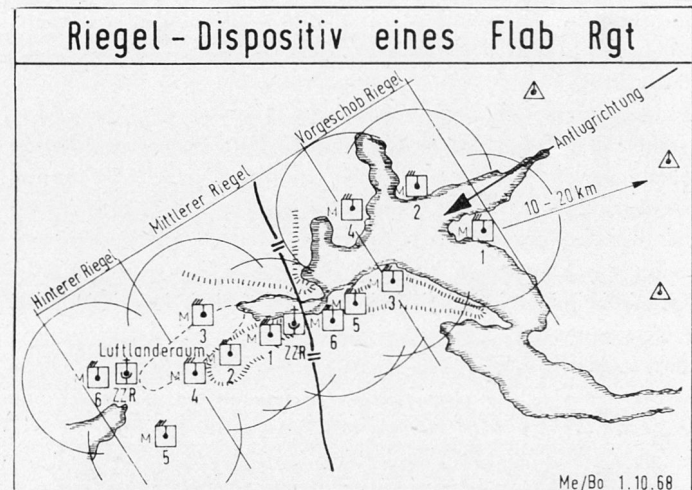 Riegel - Dispositiv eines Flab Rgt
Vorgeschob Riegel
Mittlerer Riegel
Hinterer Riegel
Anflugrichtung
10 - 20 km
M 2
M 4
1
3
M 3
M 6
M 5
M 1
ZZR
M 2
Luftlanderaum
M 4
M 6
ZZR
M 5
Me/Bo 1.10.68